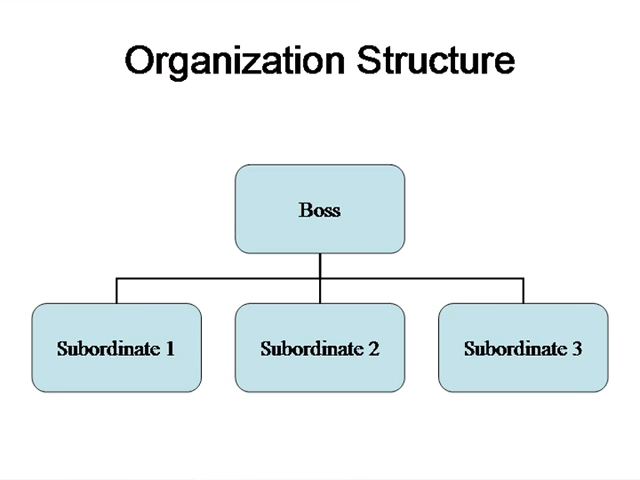 Organization Structure
Boss
Subordinate 1
Subordinate 2
Subordinate 3